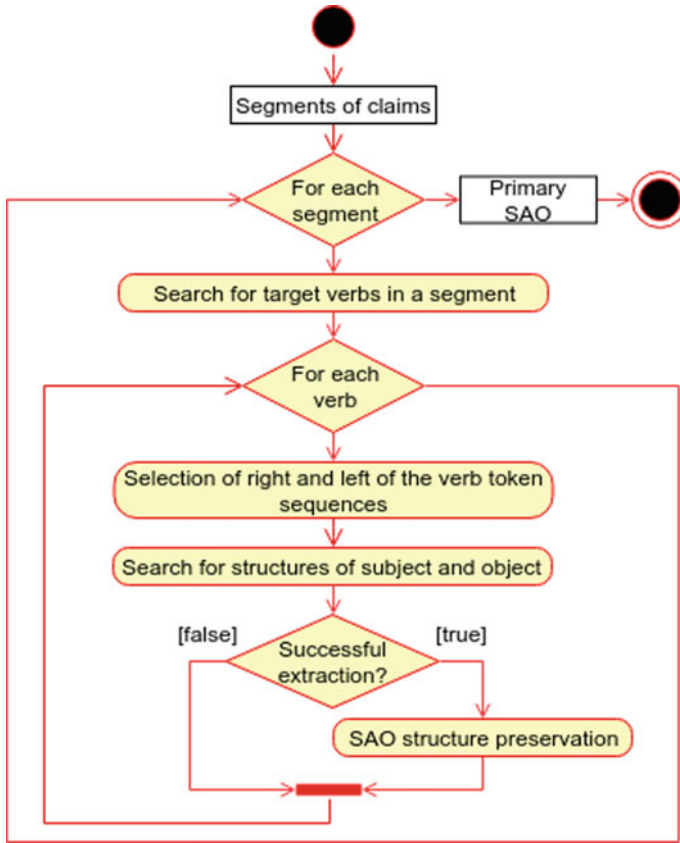 Segments of claims
For each
segment
Primary
SAO
Search for target verbs in a segment
For each
verb
Selection of right and left of the verb token
sequences
Search for structures of subject and object
[false]
[true]
Successful
extraction?
SAO structure preservation